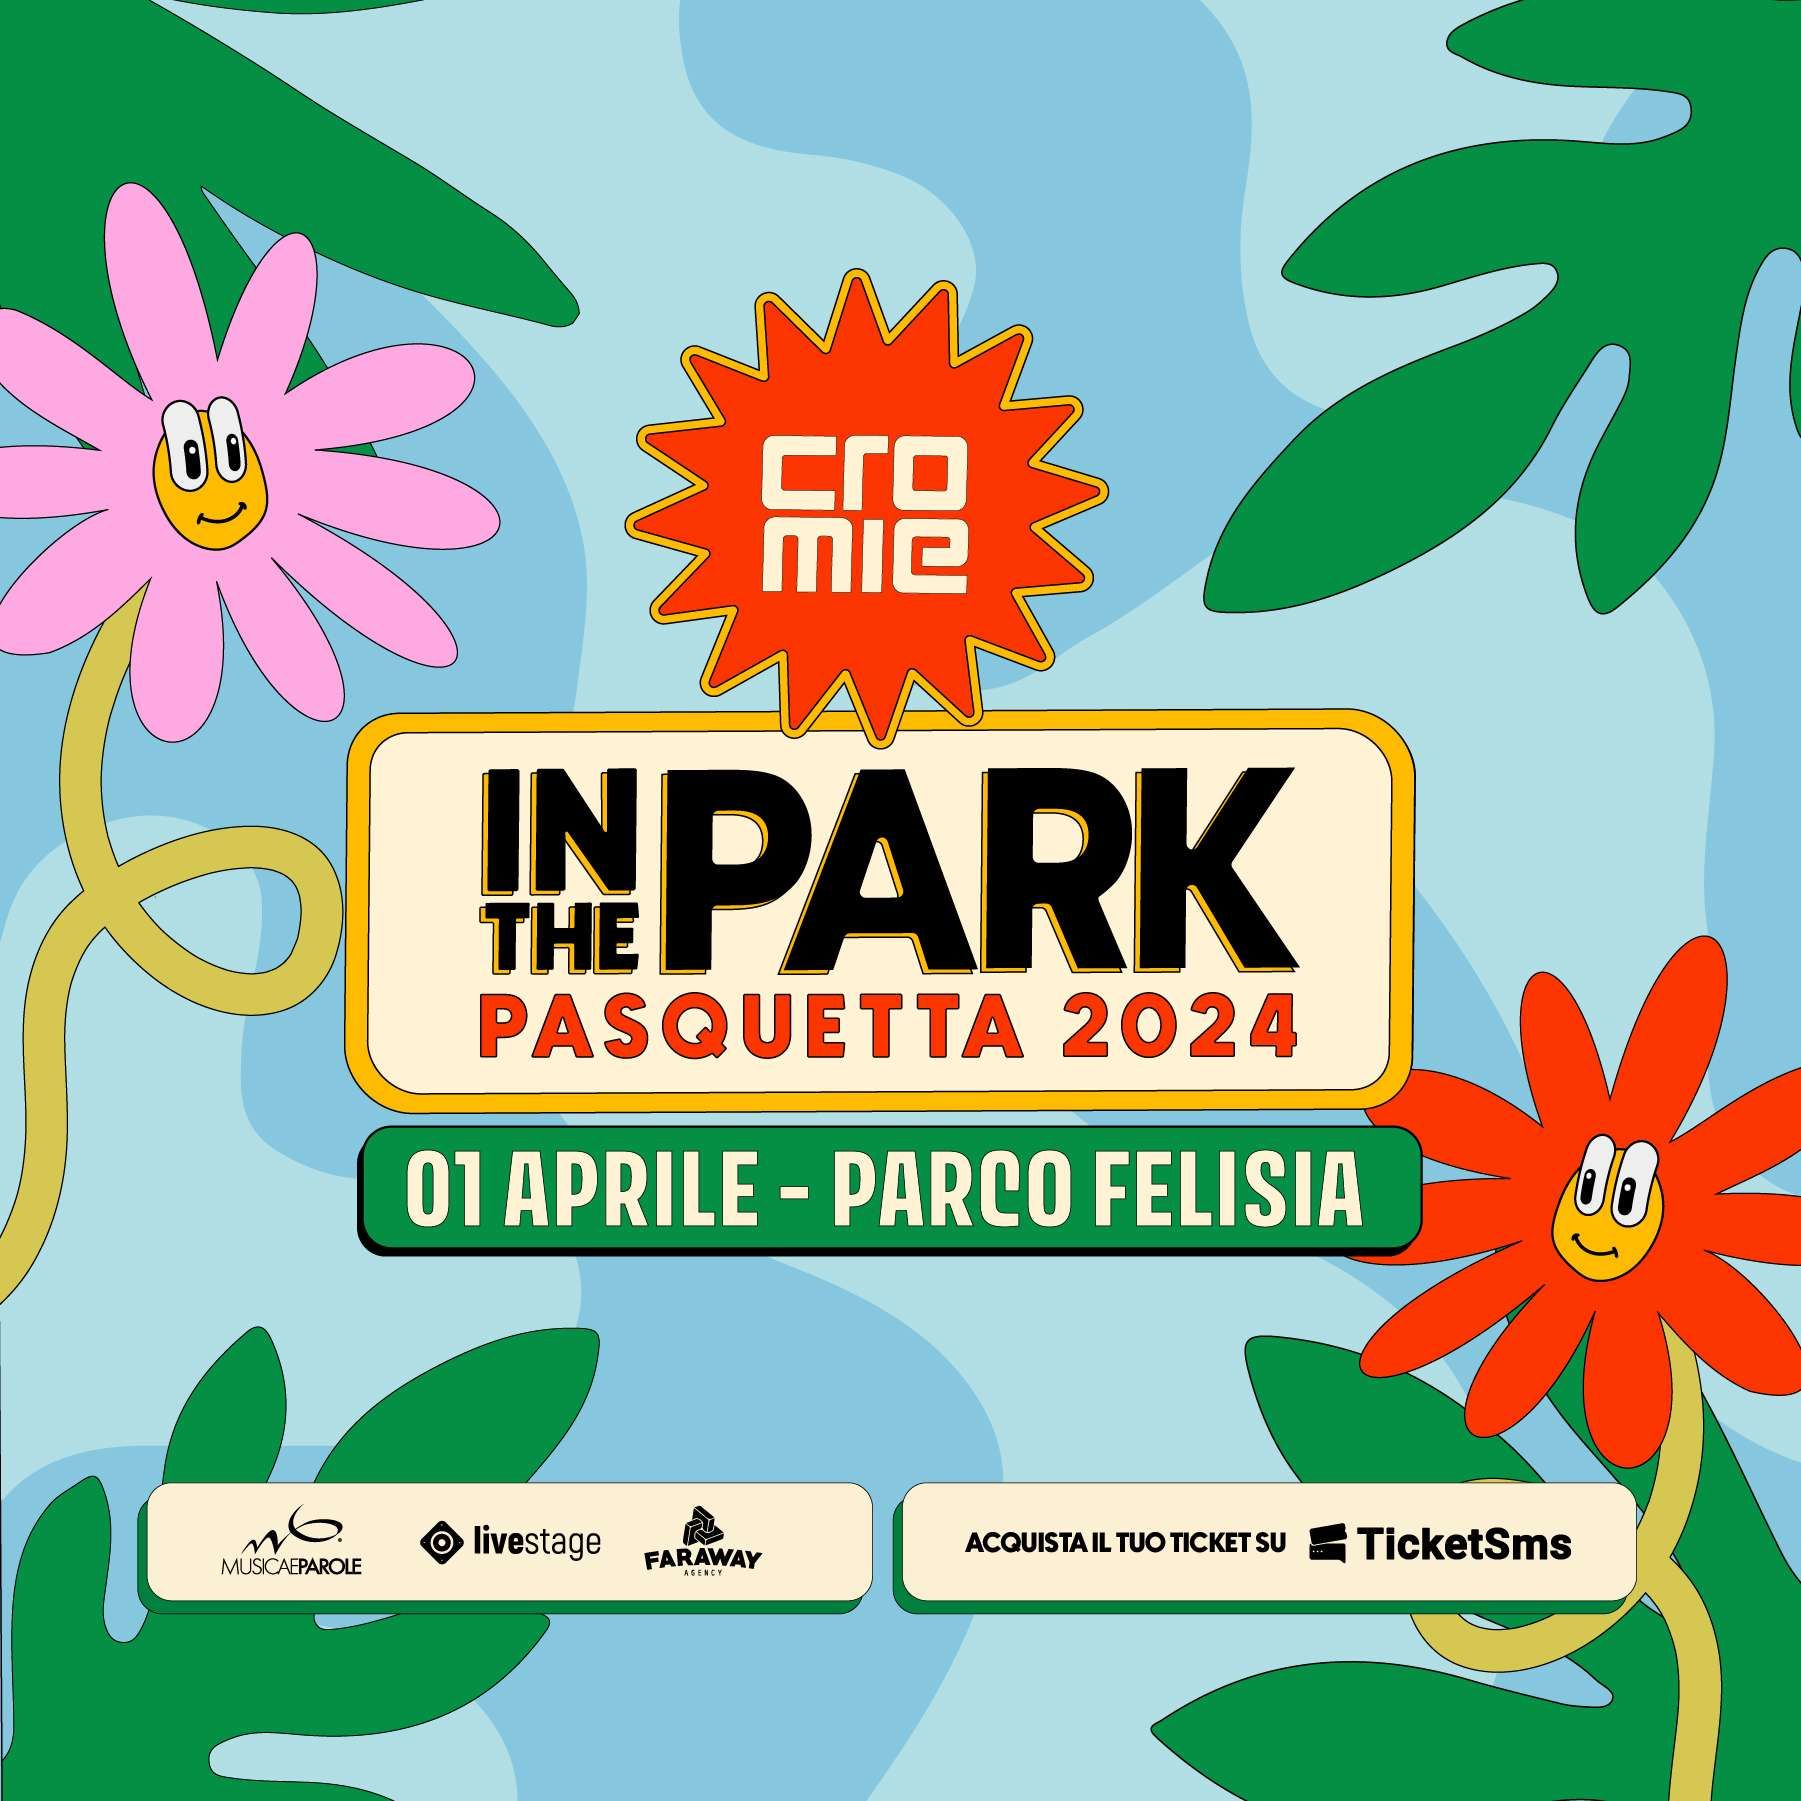 cro
mie
IN THE PARK
PASQUETTA 2024
01 APRILE - PARCO FELISIA
MUSICAEPAROLE
livestage
FARAWAY
AGENCY
ACQUISTA IL TUO TICKET SU TicketSms